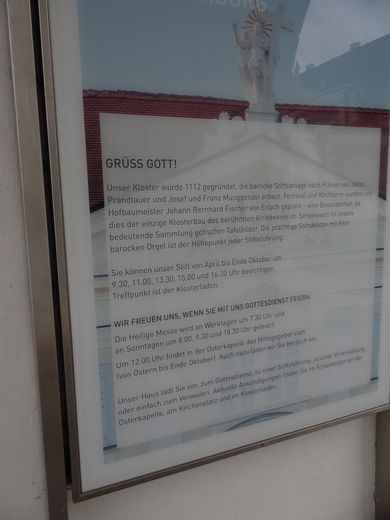 BURG
GRÜSS GOTT!
Unser Kloster wurde 1112 gegründet, die barocke Stiftsanlage nach Plänen von Jakob
Prandtauer und Josef und Franz Munggenast erbaut. Festsaal und Kirchturm wurden von
Hofbaumeister Johann Bernhard Fischer von Erlach geplant – eine Besonderheit, da
dies der einzige Klosterbau des berühmten Architekten ist. Sehenswert ist unsere
bedeutende Sammlung gotischer Tafelbilder. Die prächtige Stiftskirche mit ihrer
barocken Orgel ist der Höhepunkt jeder Stiftsführung.
Sie können unser Stift von April bis Ende Oktober um
9.30, 11.00, 13.30, 15.00 und 16.30 Uhr besichtigen.
Treffpunkt ist der Klosterladen.
WIR FREUEN UNS, WENN SIE MIT UNS GOTTESDIENST FEIERN
Die Heilige Messe wird an Werktagen um 7.30 Uhr und
an Sonntagen um 8.00, 9.30 und 18.30 Uhr gefeiert.
Um 12.00 Uhr findet in der Osterkapelle das Mittagsgebet statt
(von Ostern bis Ende Oktober). Auch dazu laden wir Sie herzlich ein.
Unser Haus lädt Sie ein: zum Gottesdienst, zu einer Stiftsführung, zu einer Veranstaltung
oder einfach zum Verweilen. Aktuelle Ankündigungen finden Sie im Schaukasten vor der
Osterkapelle, am Kirchenplatz und im Klosterladen.